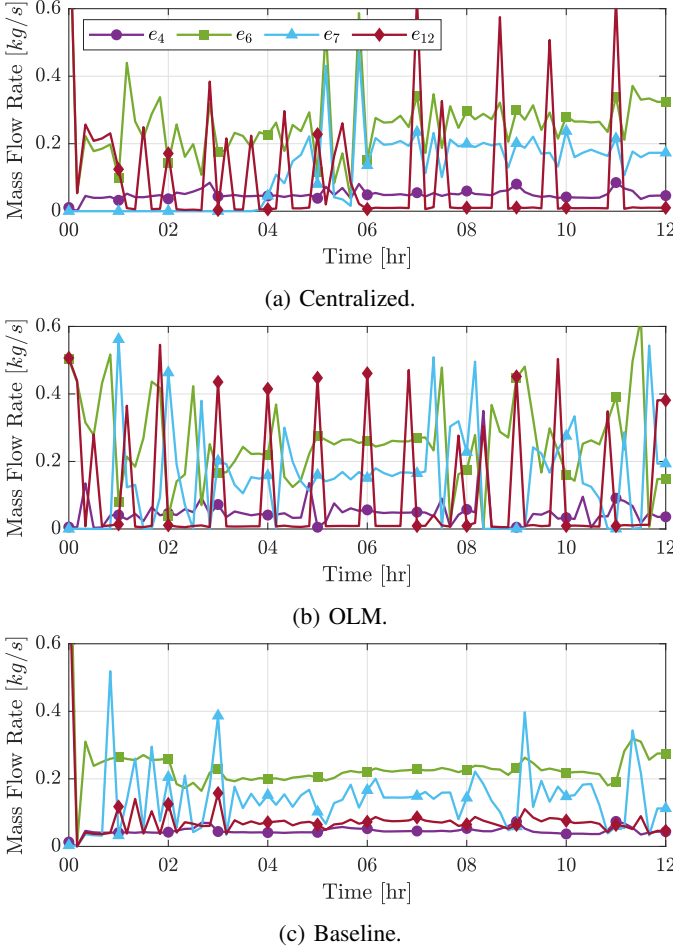 0.6
0.4
0.2
0
Mass Flow Rate [kg/s]
e4 e6 e7 e12
00 02 04 06 08 10 12
Time [hr]
(a) Centralized.
0.6
0.4
0.2
0
Mass Flow Rate [kg/s]
00 02 04 06 08 10 12
Time [hr]
(b) OLM.
0.6
0.4
0.2
0
Mass Flow Rate [kg/s]
00 02 04 06 08 10 12
Time [hr]
(c) Baseline.